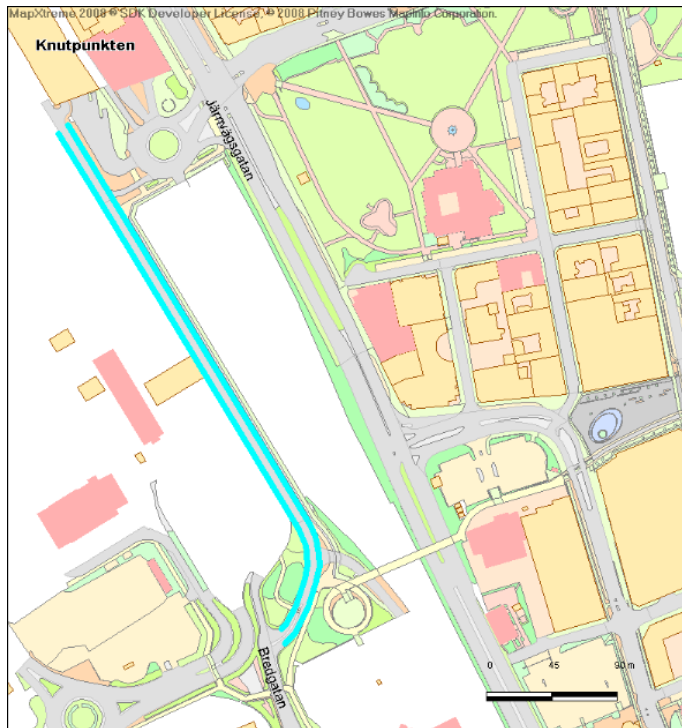 MapXtreme 2008 ® SDK Developer License, © 2008 Pitney Bowes MapInfo Corporation.
Knutpunkten
Järnvägsgatan
Bredgatan
0 45 90 m